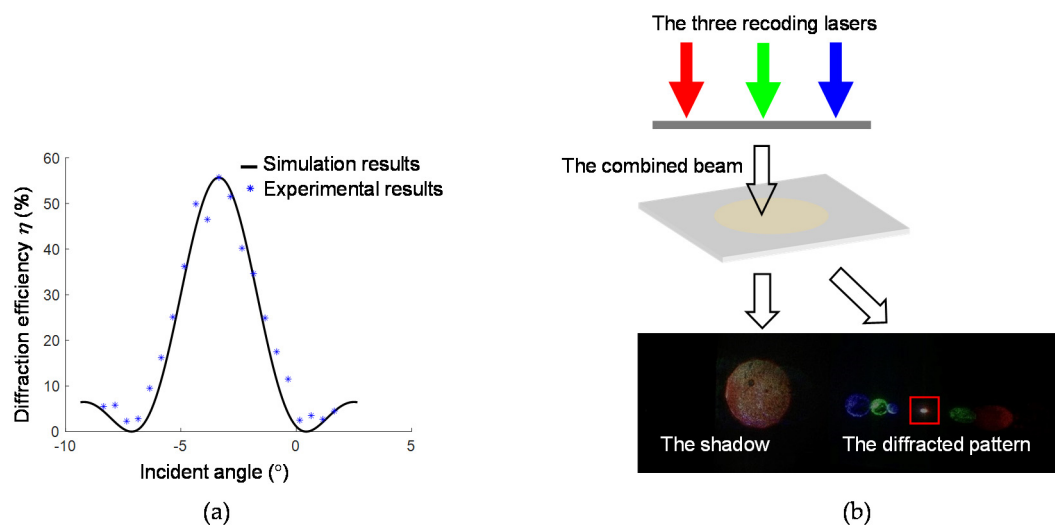 Simulation results
Experimental results
Diffraction efficiency η (%)
60
50
40
30
20
10
0
-10
-5
0
5
Incident angle (°)
(a)
The three recoding lasers
The combined beam
The shadow
The diffracted pattern
(b)